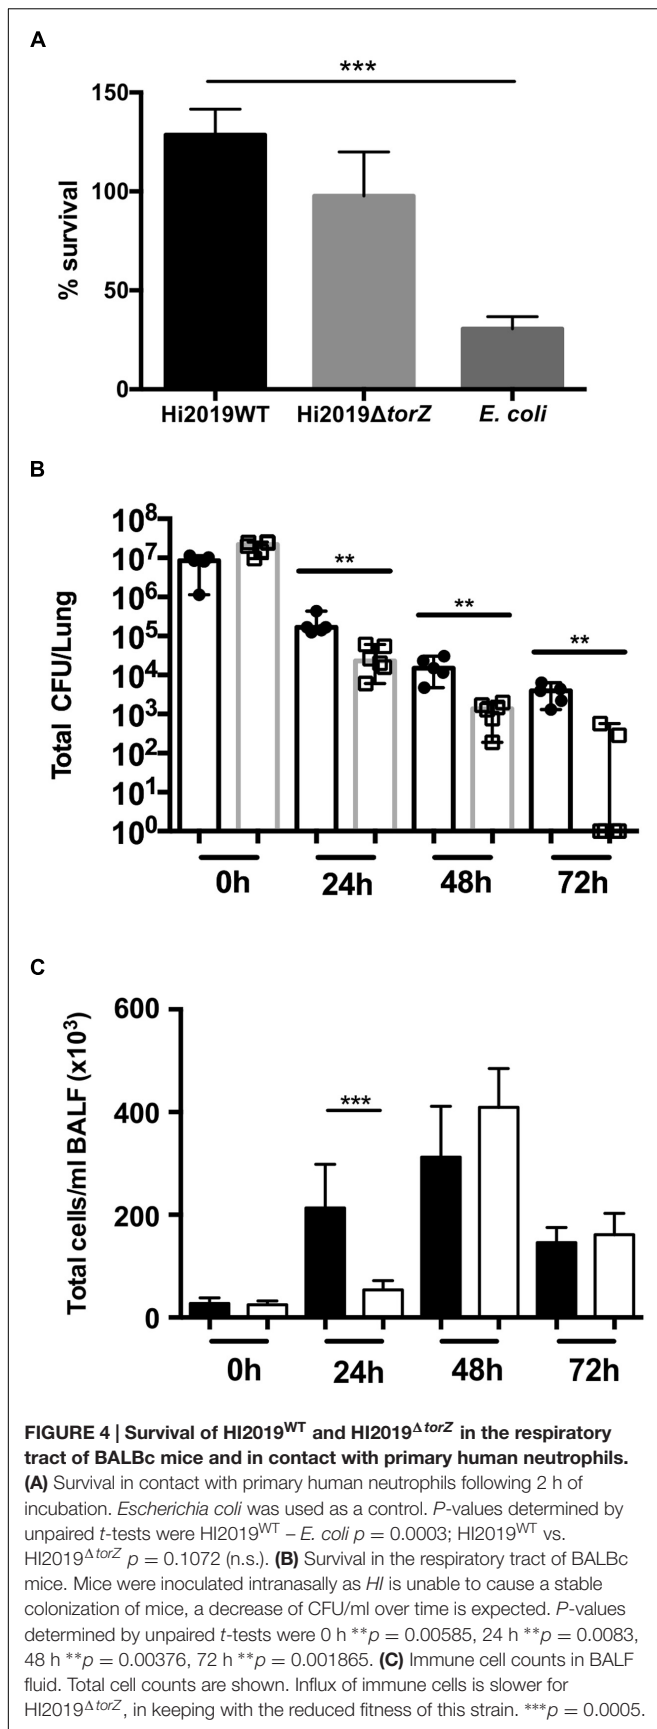 A
***
150
100
50
0
% survival
Hi2019WT Hi2019ΔtorZ E. coli
B
10⁸
10⁷
10⁶
10⁵
10⁴
10³
10²
10¹
10⁰
Total CFU/Lung
**
**
**
0h 24h 48h 72h
C
600
400
200
0
Total cells/ml BALF (x10³)
***
0h 24h 48h 72h
FIGURE 4 | Survival of HI2019ᵂᵀ and HI2019^ΔtorZ in the respiratory
tract of BALBc mice and in contact with primary human neutrophils.
(A) Survival in contact with primary human neutrophils following 2 h of
incubation. Escherichia coli was used as a control. P-values determined by
unpaired t-tests were HI2019ᵂᵀ – E. coli p = 0.0003; HI2019ᵂᵀ vs.
HI2019^ΔtorZ p = 0.1072 (n.s.). (B) Survival in the respiratory tract of BALBc
mice. Mice were inoculated intranasally as HI is unable to cause a stable
colonization of mice, a decrease of CFU/ml over time is expected. P-values
determined by unpaired t-tests were 0 h **p = 0.00585, 24 h **p = 0.0083,
48 h **p = 0.00376, 72 h **p = 0.001865. (C) Immune cell counts in BALF
fluid. Total cell counts are shown. Influx of immune cells is slower for
HI2019^ΔtorZ, in keeping with the reduced fitness of this strain. ***p = 0.0005.